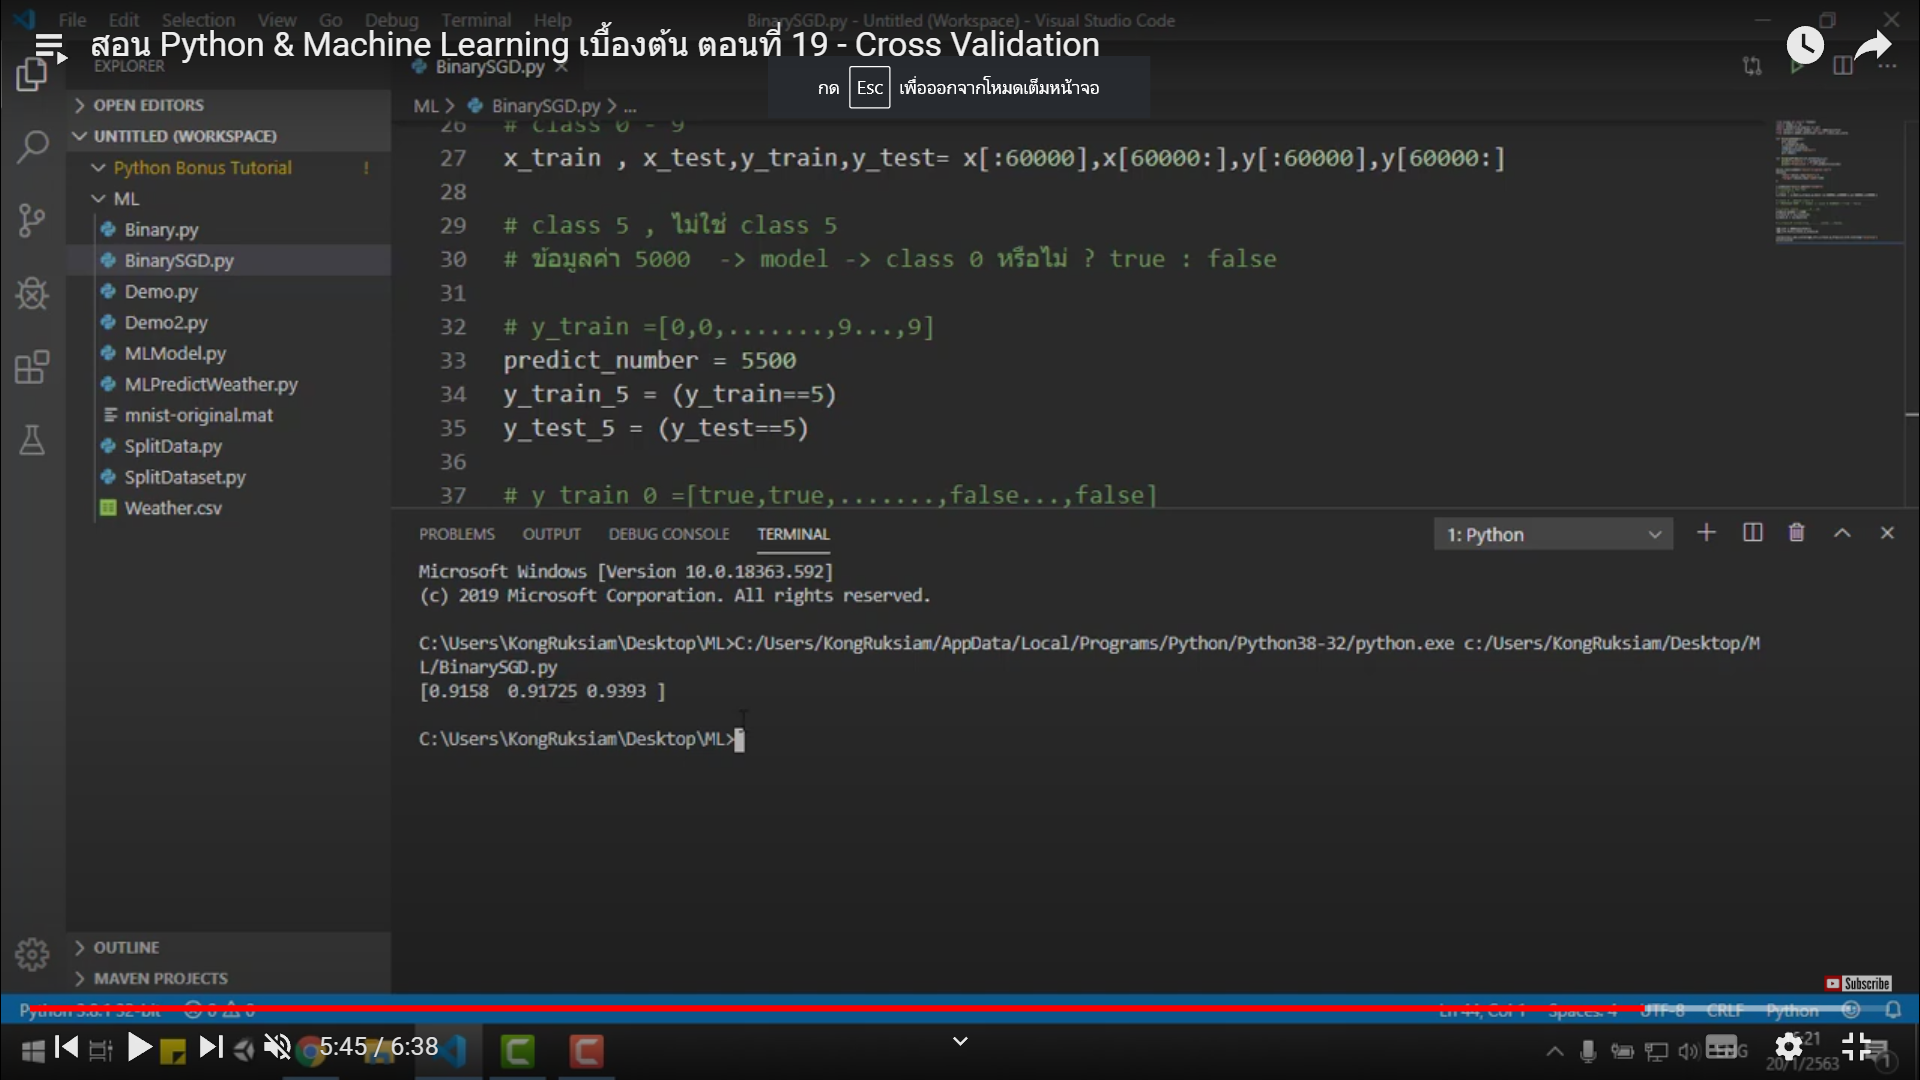 File Edit Selection View Go Debug Terminal Help
BinarySGD.py - Untitled (Workspace) - Visual Studio Code
สอน Python & Machine Learning เบื้องต้น ตอนที่ 19 - Cross Validation
กด Esc เพื่อออกจากโหมดเต็มหน้าจอ
EXPLORER
OPEN EDITORS
UNTITLED (WORKSPACE)
Python Bonus Tutorial !
ML
Binary.py
BinarySGD.py
Demo.py
Demo2.py
MLModel.py
MLPredictWeather.py
mnist-original.mat
SplitData.py
SplitDataset.py
Weather.csv
OUTLINE
MAVEN PROJECTS
BinarySGD.py
ML > BinarySGD.py > ...
26 # class 0 - 9
27 x_train , x_test,y_train,y_test= x[:60000],x[60000:],y[:60000],y[60000:]
28
29 # class 5 , ไม่ใช่ class 5
30 # ข้อมูลค่า 5000 -> model -> class 0 หรือไม่ ? true : false
31
32 # y_train =[0,0,.......,9...,9]
33 predict_number = 5500
34 y_train_5 = (y_train==5)
35 y_test_5 = (y_test==5)
36
37 # y_train_0 =[true,true,.......,false...,false]
PROBLEMS OUTPUT DEBUG CONSOLE TERMINAL
1: Python
Microsoft Windows [Version 10.0.18363.592]
(c) 2019 Microsoft Corporation. All rights reserved.
C:\Users\KongRuksiam\Desktop\ML>C:/Users/KongRuksiam/AppData/Local/Programs/Python/Python38-32/python.exe c:/Users/KongRuksiam/Desktop/M
L/BinarySGD.py
[0.9158  0.91725 0.9393 ]
C:\Users\KongRuksiam\Desktop\ML>
Subscribe
Python 3.8.1 32-bit 0 0
Ln 44, Col 1 Spaces: 4 UTF-8 CRLF Python
5:45 / 6:38
20/1/2563